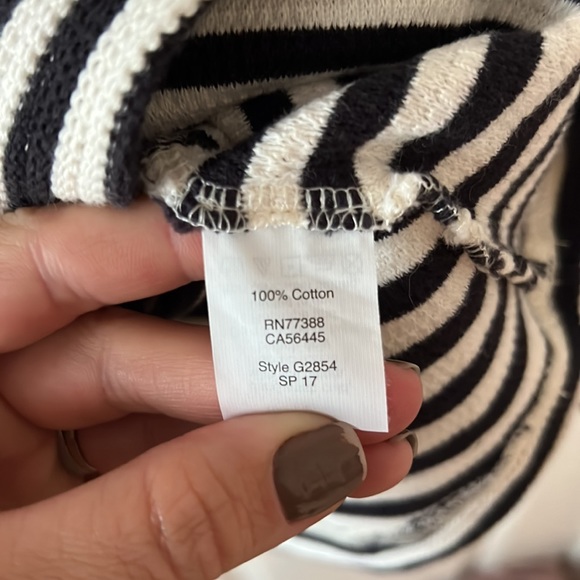 100% Cotton
RN77388
CA56445
Style G2854
SP 17